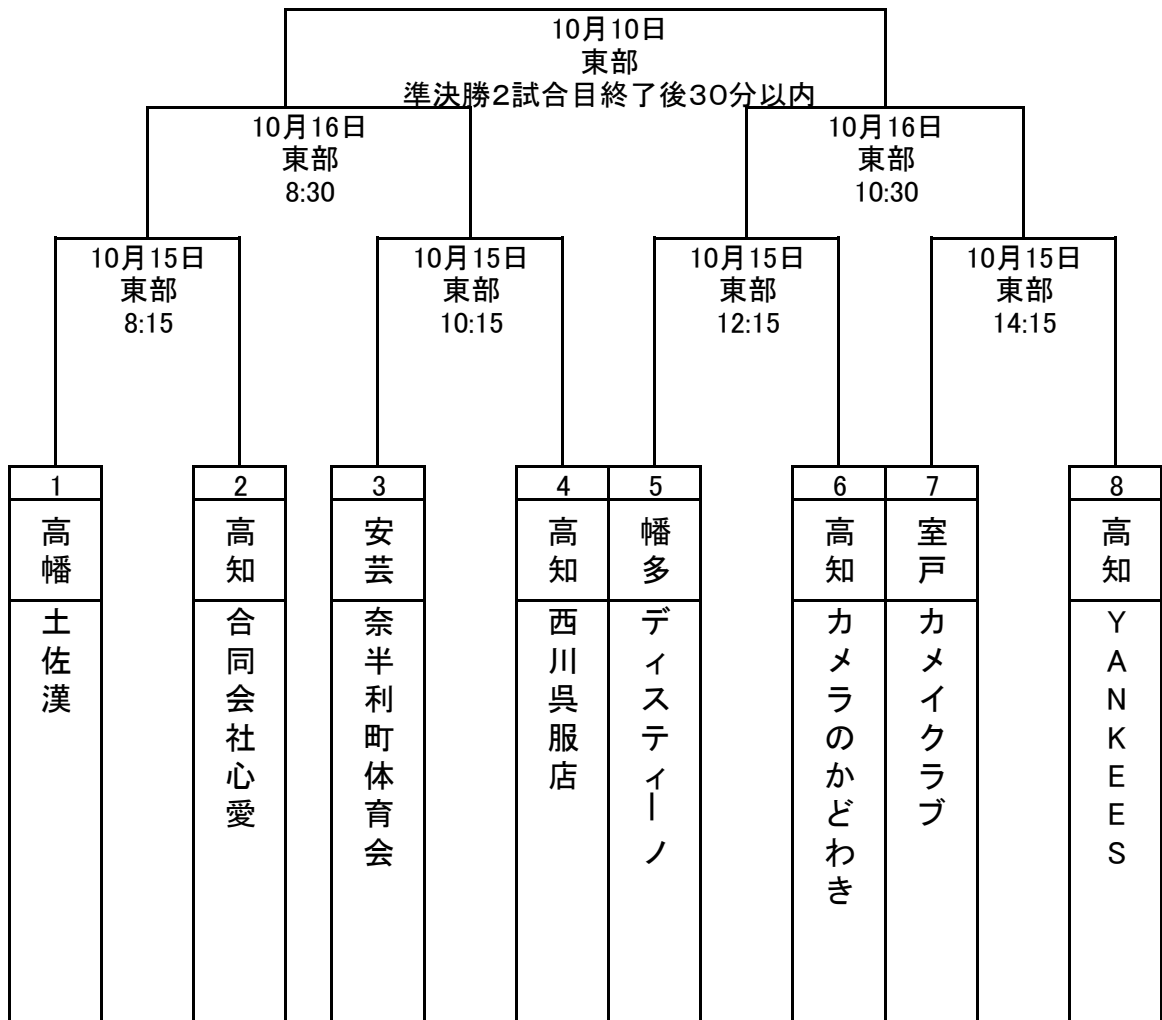 10月10日
東部
準決勝2試合目終了後30分以内
10月16日
東部
8:30
10月16日
東部
10:30
10月15日
東部
8:15
10月15日
東部
10:15
10月15日
東部
12:15
10月15日
東部
14:15
1
高幡
土佐漢
2
高知
合同会社心愛
3
安芸
奈半利町体育会
4
高知
西川呉服店
5
幡多
ディスティーノ
6
高知
カメラのかどわき
7
室戸
カメイクラブ
8
高知
YANKEES